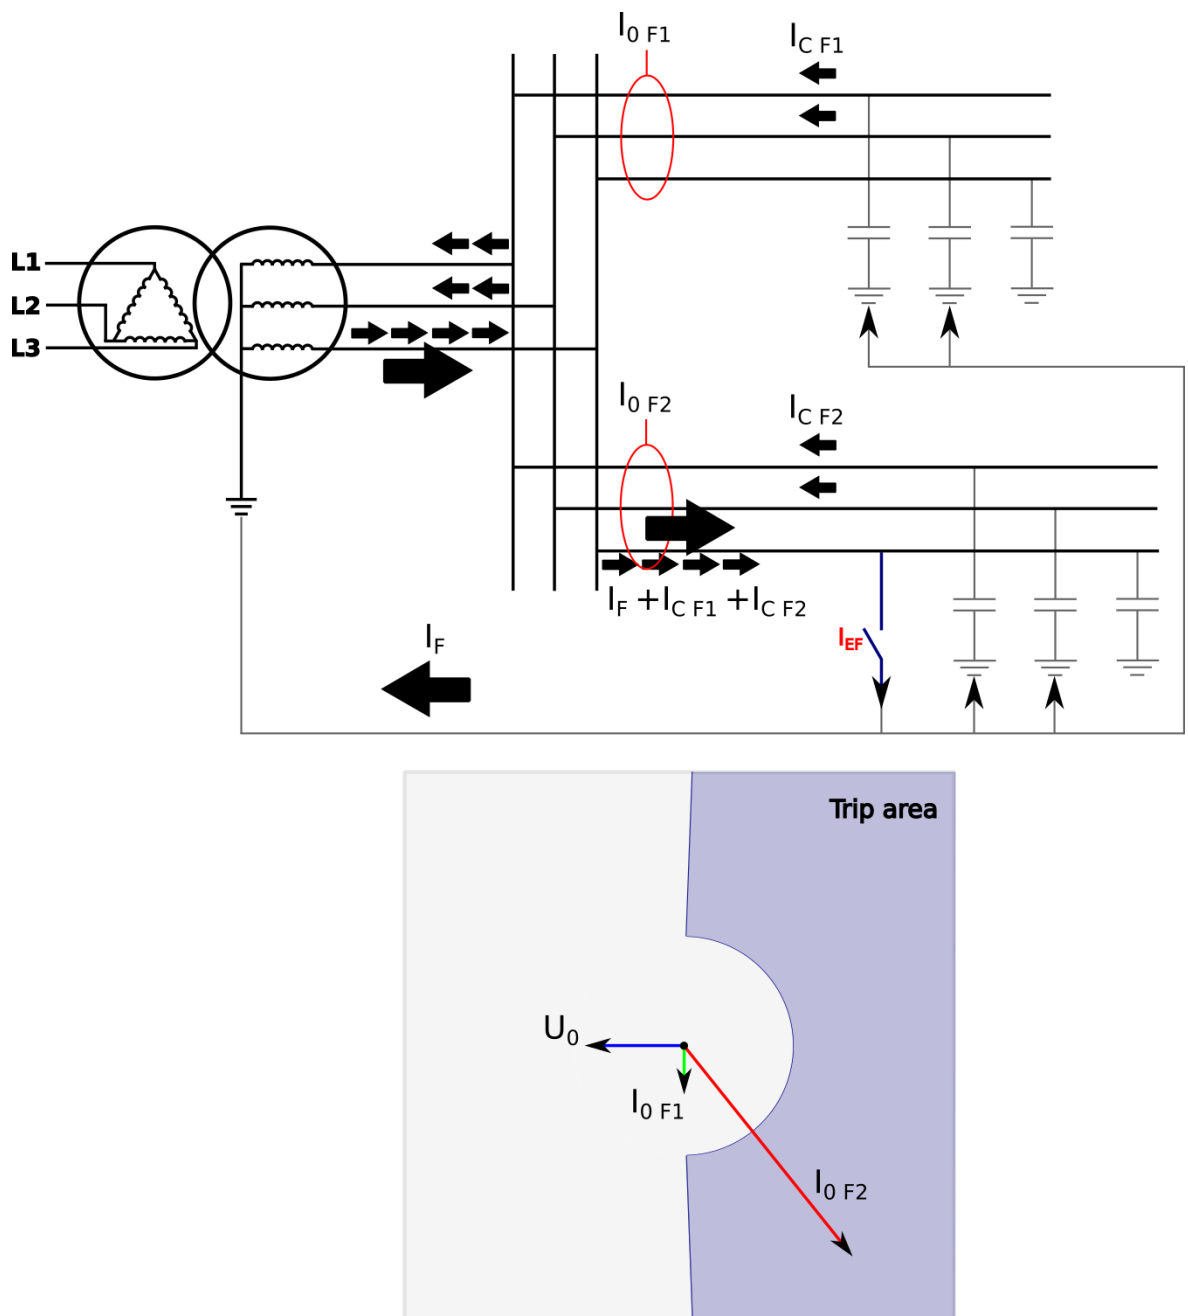 I0 F1
IC F1
L1
L2
L3
I0 F2
IC F2
IF +IC F1 +IC F2
IEF
IF
Trip area
U0
I0 F1
I0 F2